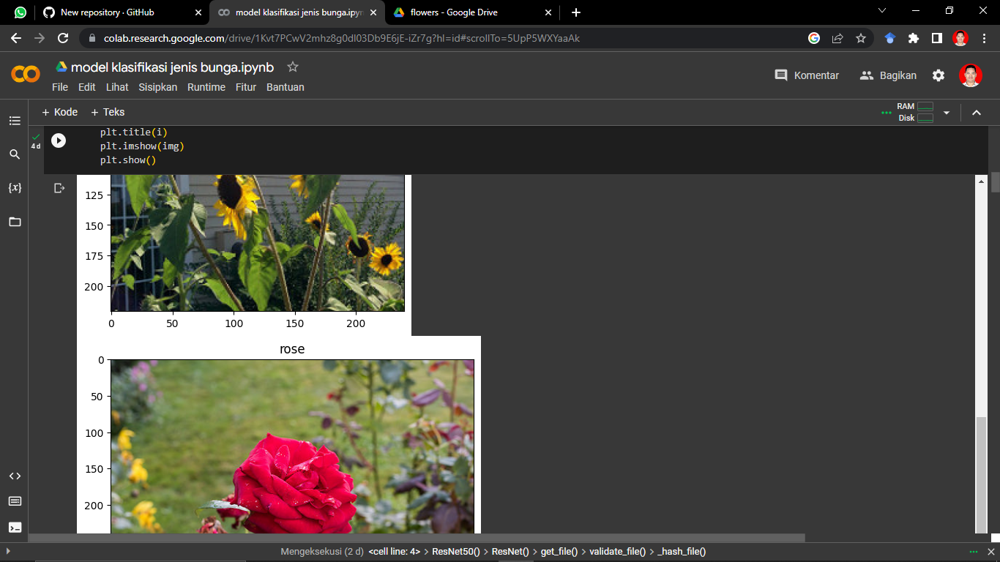 New repository · GitHub
model klasifikasi jenis bunga.ipyn
flowers - Google Drive
colab.research.google.com/drive/1Kvt7PCwV2mhz8g0dI03Db9E6jE-iZr7g?hl=id#scrollTo=5UpP5WXYaaAk
model klasifikasi jenis bunga.ipynb
Komentar
Bagikan
File Edit Lihat Sisipkan Runtime Fitur Bantuan
+ Kode + Teks
RAM
Disk
4 d
plt.title(i)
plt.imshow(img)
plt.show()
{x}
125
150
175
200
0 50 100 150 200
rose
0
50
100
150
200
Mengeksekusi (2 d) <cell line: 4> > ResNet50() > ResNet() > get_file() > validate_file() > _hash_file()